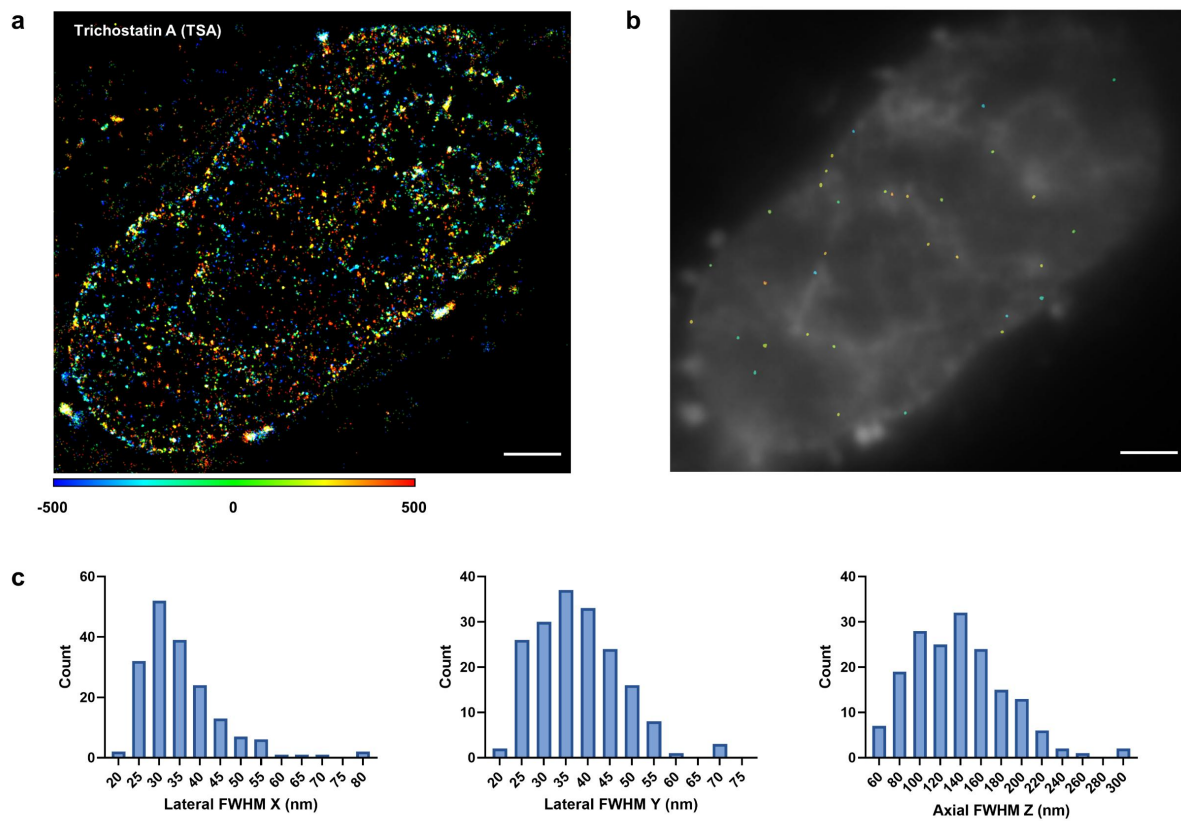 a
Trichostatin A (TSA)
b
-500 0 500
c
60
40
20
0
Count
20 25 30 35 40 45 50 55 60 65 70 75 80
Lateral FWHM X (nm)
40
30
20
10
0
Count
20 25 30 35 40 45 50 55 60 70 75
Lateral FWHM Y (nm)
40
30
20
10
0
Count
60 80 100 120 140 160 180 200 220 240 260 280 300
Axial FWHM Z (nm)